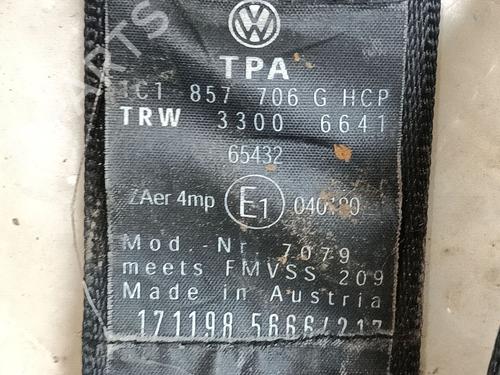 TPA
1C1 857 706 G HCP
TRW 3300 6641
65432
ZAer 4mp E1
Mod.-Nr. 7079
meets FMVSS 209
Made in Austria
171198